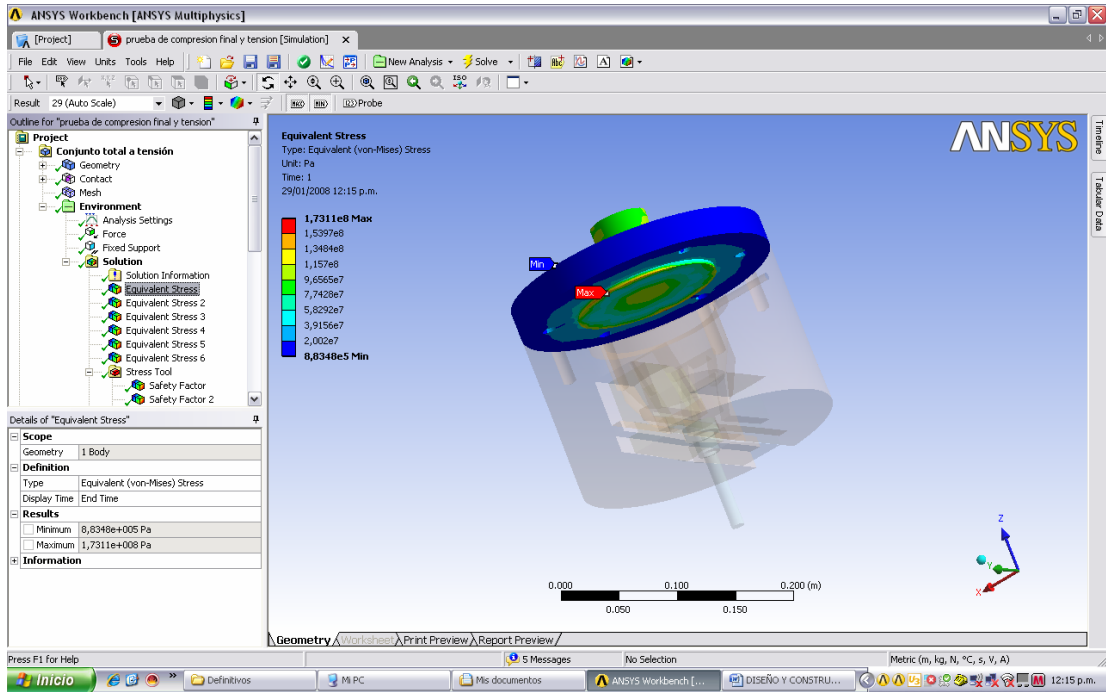 ANSYS Workbench [ANSYS Multiphysics]
[Project] prueba de compresion final y tension [Simulation]
File Edit View Units Tools Help New Analysis Solve
Result 29 (Auto Scale) MAX MIN Probe
Outline for "prueba de compresion final y tension"
Project
Conjunto total a tensión
Geometry
Contact
Mesh
Environment
Analysis Settings
Force
Fixed Support
Solution
Solution Information
Equivalent Stress
Equivalent Stress 2
Equivalent Stress 3
Equivalent Stress 4
Equivalent Stress 5
Equivalent Stress 6
Stress Tool
Safety Factor
Safety Factor 2
Details of "Equivalent Stress"
Scope
Geometry 1 Body
Definition
Type Equivalent (von-Mises) Stress
Display Time End Time
Results
Minimum 8,8348e+005 Pa
Maximum 1,7311e+008 Pa
Information
Equivalent Stress
Type: Equivalent (von-Mises) Stress
Unit: Pa
Time: 1
29/01/2008 12:15 p.m.
1,7311e8 Max
1,5397e8
1,3484e8
1,157e8
9,6565e7
7,7428e7
5,8292e7
3,9156e7
2,002e7
8,8348e5 Min
Min
Max
ANSYS
Timeline
Tabular Data
Z
Y
X
0.000 0.100 0.200 (m)
0.050 0.150
Geometry Worksheet Print Preview Report Preview
Press F1 for Help 5 Messages No Selection Metric (m, kg, N, °C, s, V, A)
Inicio Definitivos Mi PC Mis documentos ANSYS Workbench [... DISEÑO Y CONSTRU... 12:15 p.m.